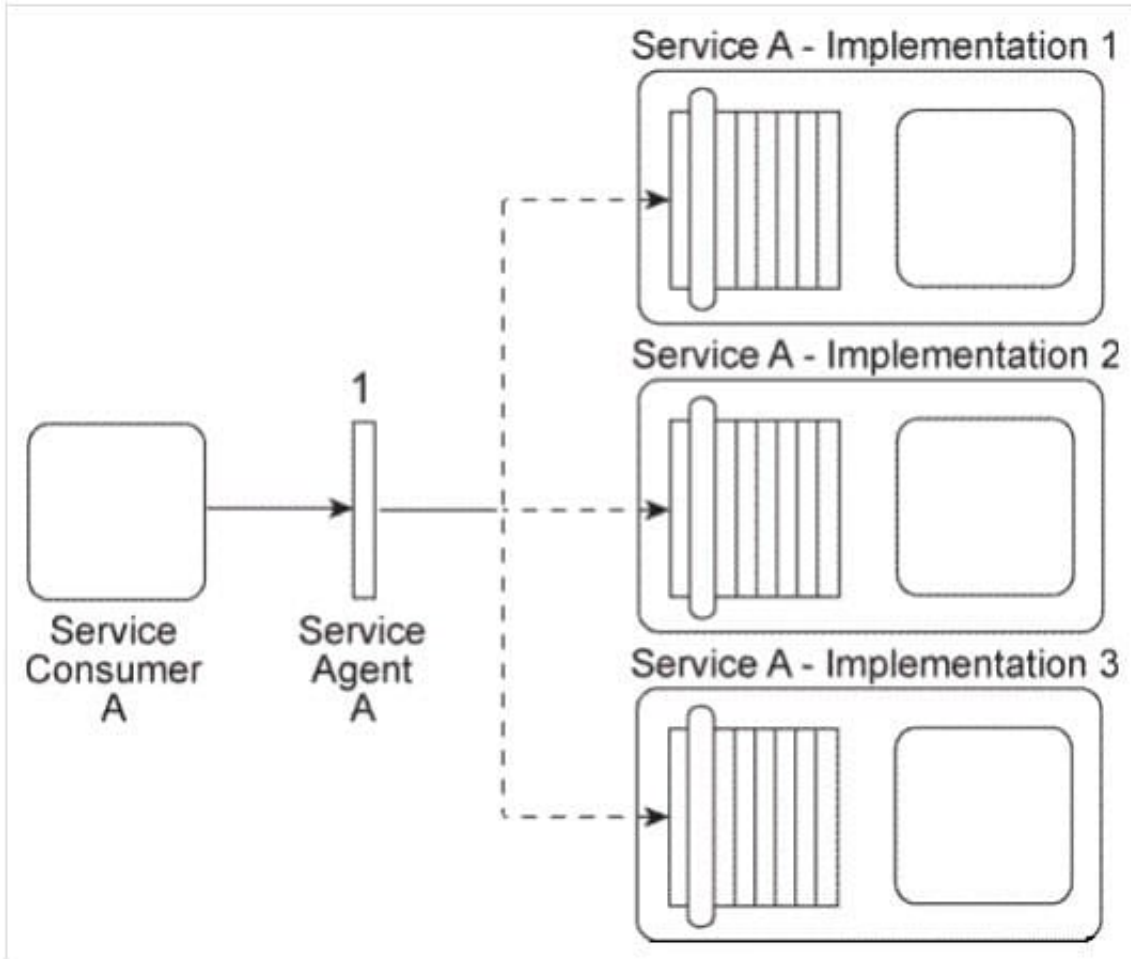 Service A - Implementation 1
Service A - Implementation 2
1
Service
Consumer
A
Service
Agent
A
Service A - Implementation 3